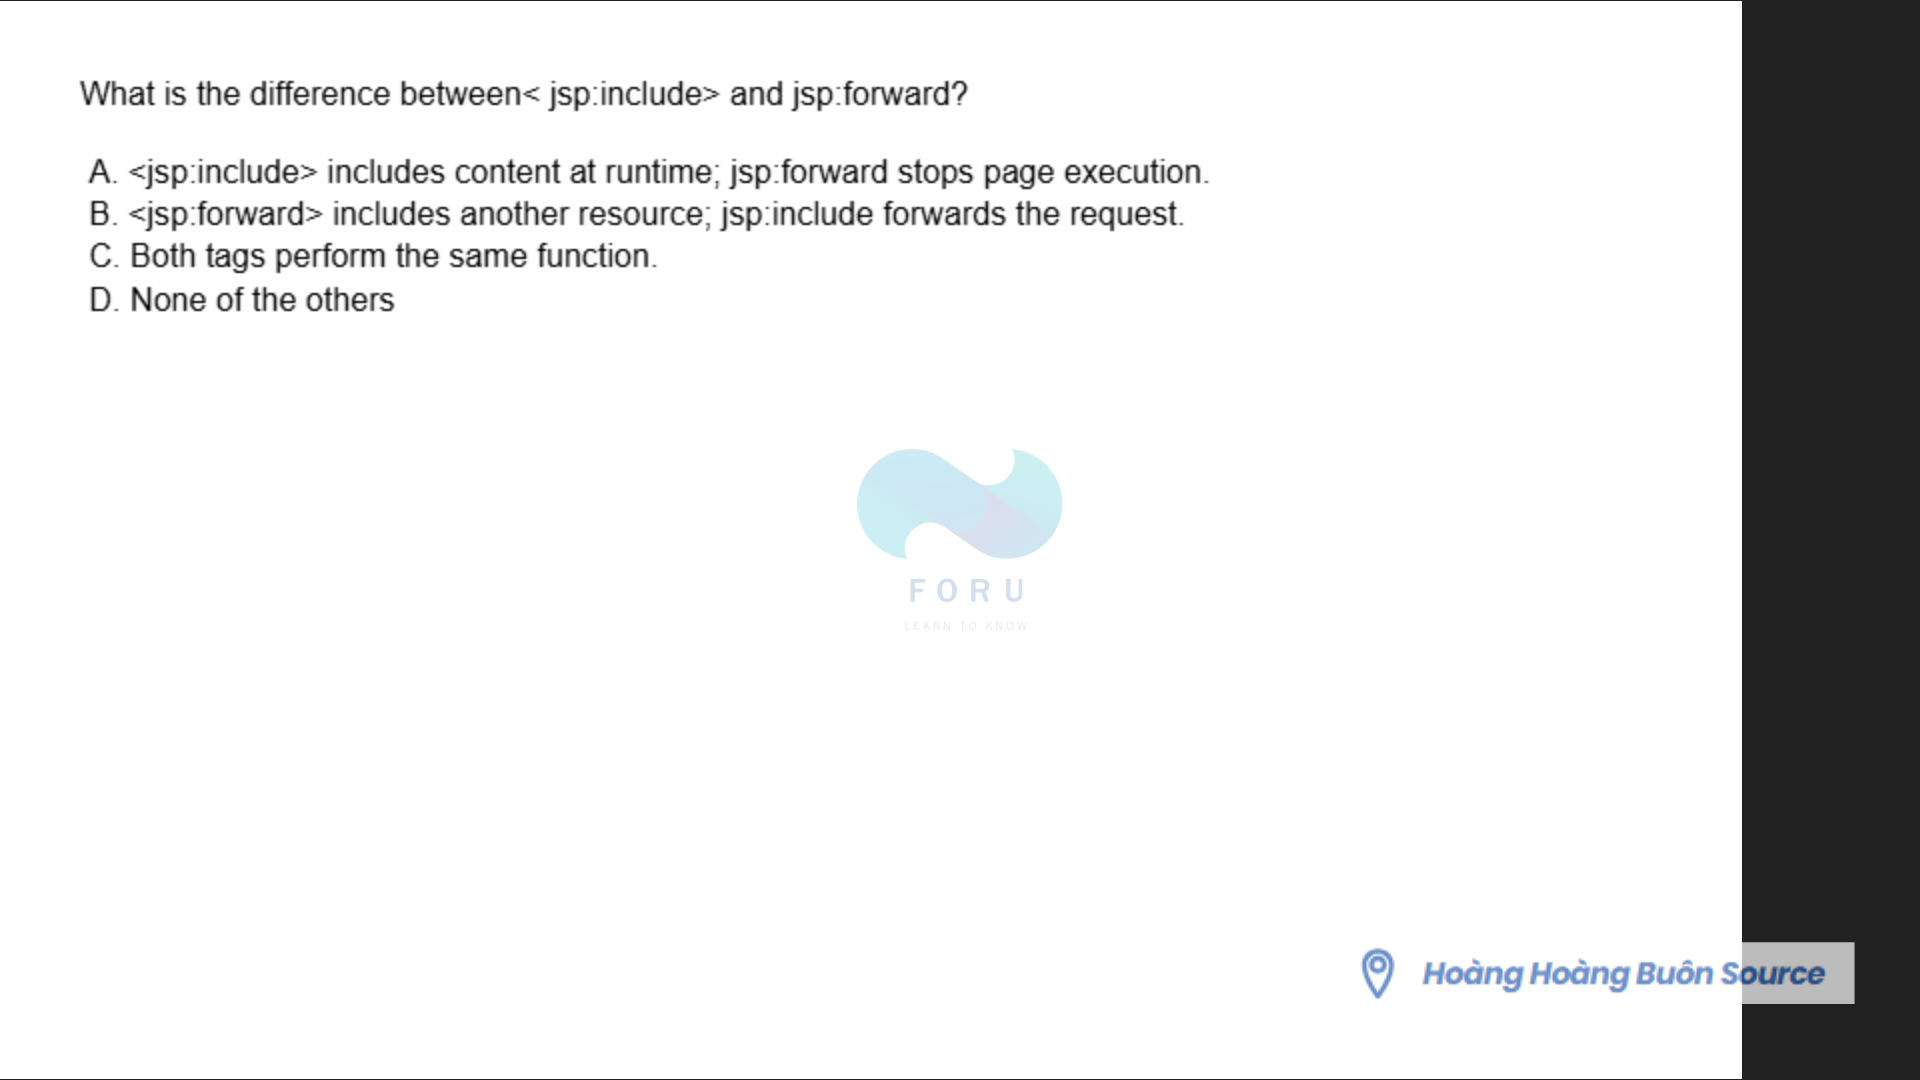 What is the difference between< jsp:include> and jsp:forward?
A. <jsp:include> includes content at runtime; jsp:forward stops page execution.
B. <jsp:forward> includes another resource; jsp:include forwards the request.
C. Both tags perform the same function.
D. None of the others
FORU
LEARN TO KNOW
Hoàng Hoàng Buôn Source